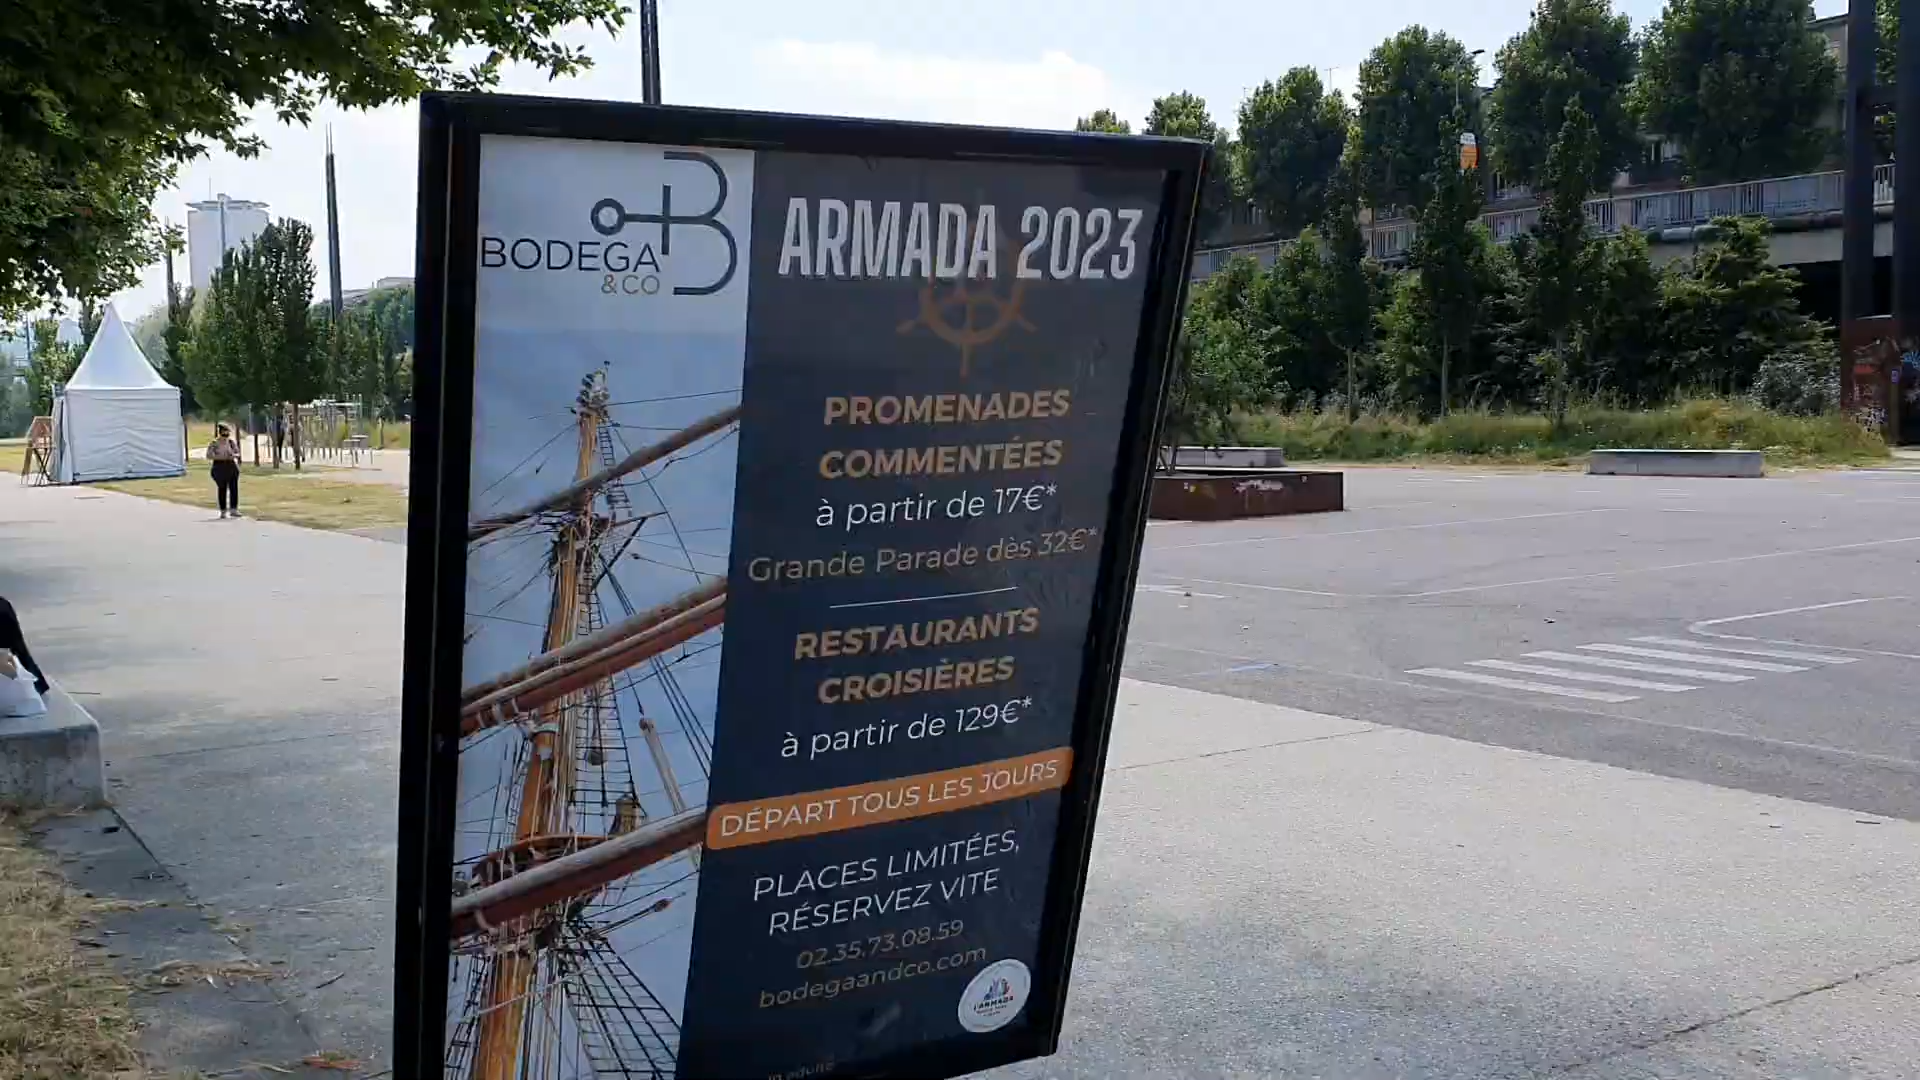 BODEGA
&CO
ARMADA 2023
PROMENADES
COMMENTÉES
à partir de 17€*
Grande Parade dès 32€*
RESTAURANTS
CROISIÈRES
à partir de 129€*
DÉPART TOUS LES JOURS
PLACES LIMITÉES,
RÉSERVEZ VITE
02.35.73.08.59
bodegaandco.com
L'ARMADA